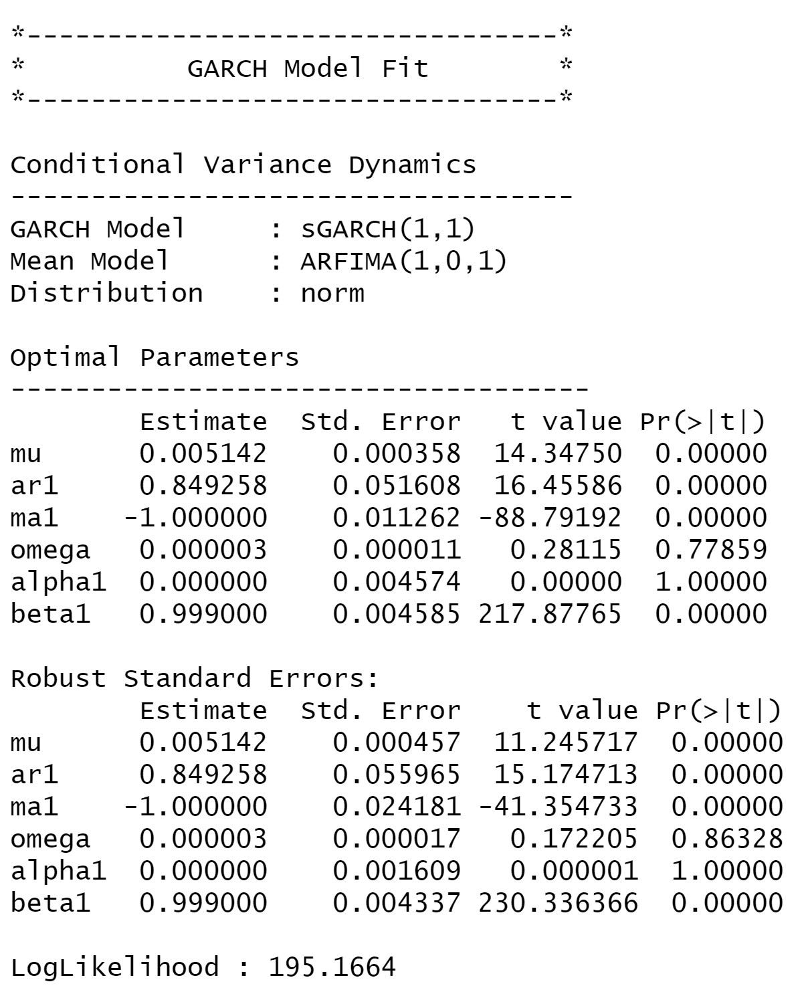 *---------------------------------*
*          GARCH Model Fit        *
*---------------------------------*

Conditional Variance Dynamics
-----------------------------------
GARCH Model     : sGARCH(1,1)
Mean Model      : ARFIMA(1,0,1)
Distribution    : norm

Optimal Parameters
------------------------------------
        Estimate  Std. Error   t value Pr(>|t|)
mu      0.005142    0.000358  14.34750  0.00000
ar1     0.849258    0.051608  16.45586  0.00000
ma1    -1.000000    0.011262 -88.79192  0.00000
omega   0.000003    0.000011   0.28115  0.77859
alpha1  0.000000    0.004574   0.00000  1.00000
beta1   0.999000    0.004585 217.87765  0.00000

Robust Standard Errors:
        Estimate  Std. Error    t value Pr(>|t|)
mu      0.005142    0.000457  11.245717  0.00000
ar1     0.849258    0.055965  15.174713  0.00000
ma1    -1.000000    0.024181 -41.354733  0.00000
omega   0.000003    0.000017   0.172205  0.86328
alpha1  0.000000    0.001609   0.000001  1.00000
beta1   0.999000    0.004337 230.336366  0.00000

LogLikelihood : 195.1664